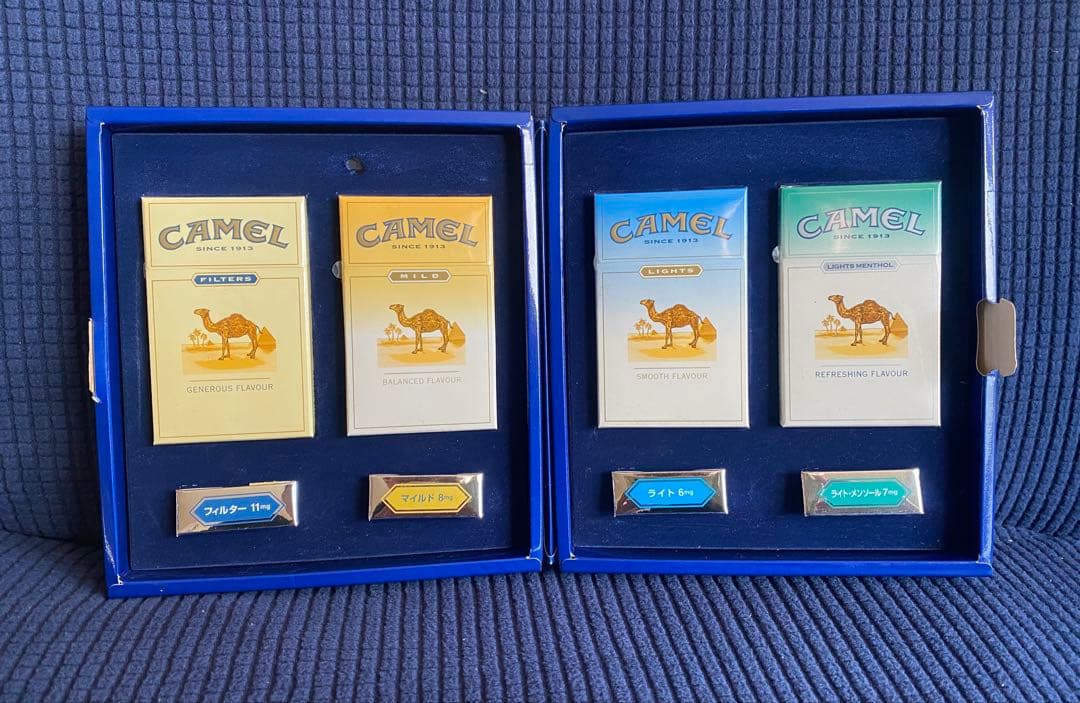 CAMEL
SINCE 1913
FILTERS
GENEROUS FLAVOUR
CAMEL
SINCE 1913
MILD
BALANCED FLAVOUR
CAMEL
SINCE 1913
LIGHTS
SMOOTH FLAVOUR
CAMEL
SINCE 1913
LIGHTS MENTHOL
REFRESHING FLAVOUR
フィルター 11mg
マイルド 8mg
ライト 6mg
ライト・メンソール 7mg